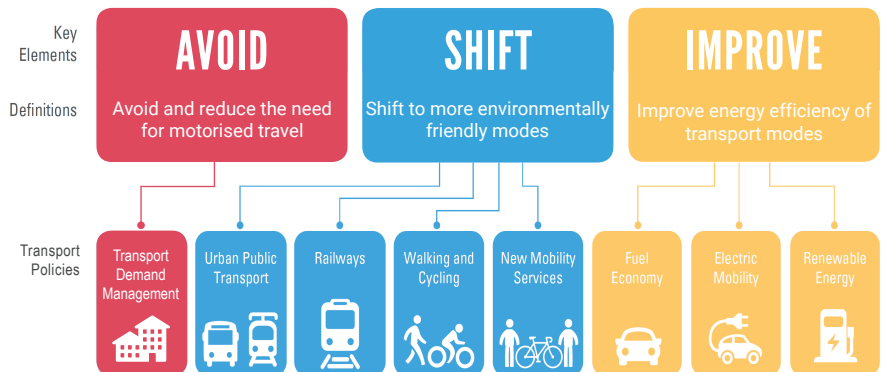 Key
Elements
AVOID
SHIFT
IMPROVE
Definitions
Avoid and reduce the need
for motorised travel
Shift to more environmentally
friendly modes
Improve energy efficiency of
transport modes
Transport
Policies
Transport
Demand
Management
Urban Public
Transport
Railways
Walking and
Cycling
New Mobility
Services
Fuel
Economy
Electric
Mobility
Renewable
Energy